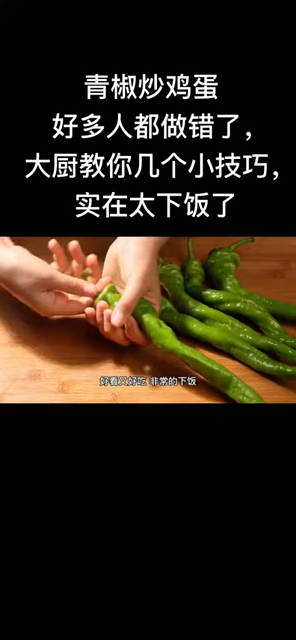 青椒炒鸡蛋
好多人都做错了，
大厨教你几个小技巧，
实在太下饭了
好看又好吃 非常的下饭